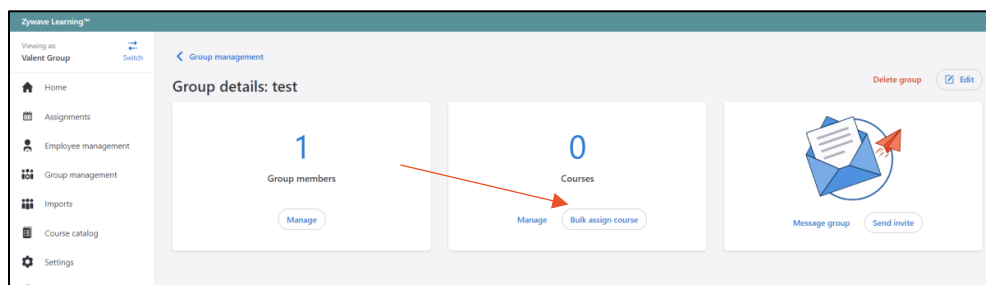 Zywave Learning™
Viewing as:
Valent Group
Switch
Home
Assignments
Employee management
Group management
Imports
Course catalog
Settings
Group management
Group details: test
Delete group
Edit
1
Group members
Manage
0
Courses
Manage
Bulk assign course
Message group
Send invite